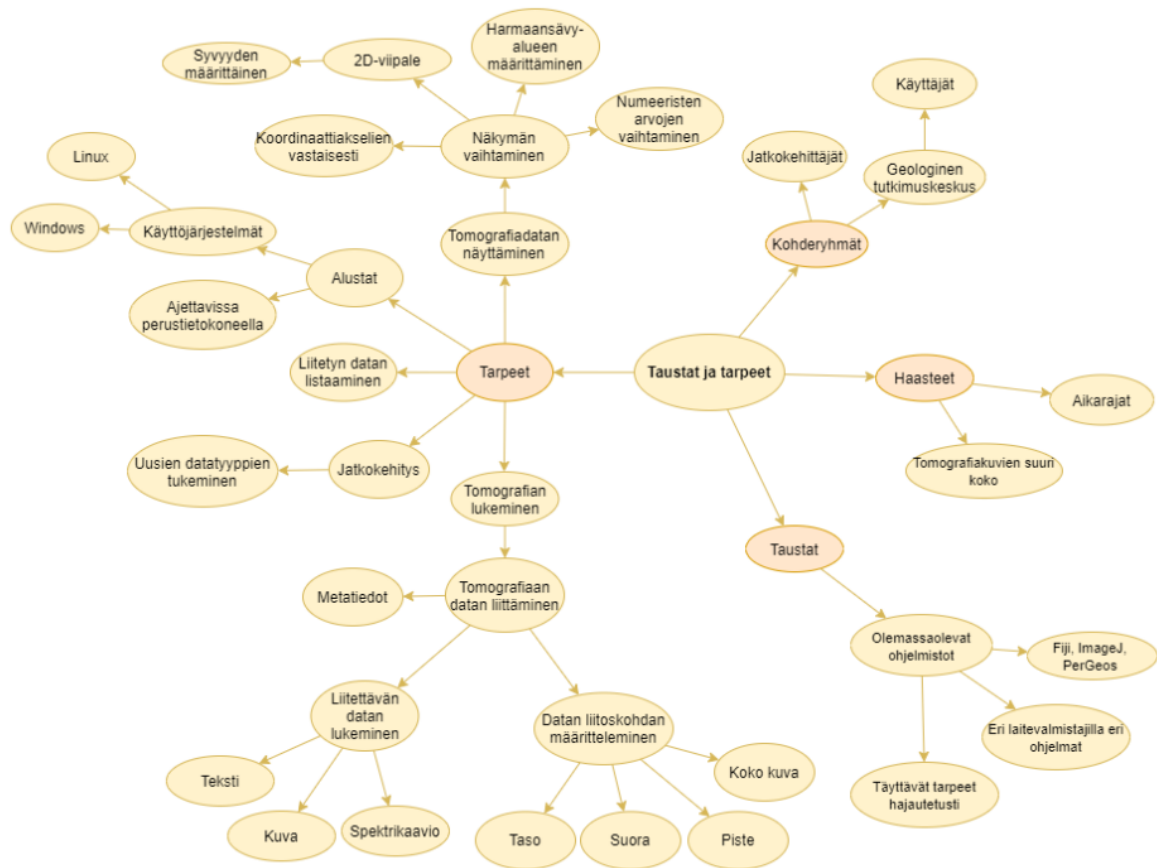 Harmaansävy-
alueen
määrittäminen
Syvyyden
määrittäinen
2D-viipale
Käyttäjät
Numeeristen
arvojen
vaihtaminen
Koordinaattiakselien
vastaisesti
Näkymän
vaihtaminen
Linux
Jatkokehittäjät
Geologinen
tutkimuskeskus
Windows
Käyttöjärjestelmät
Tomografiadatan
näyttäminen
Kohderyhmät
Alustat
Ajettavissa
perustietokoneella
Liitetyn datan
listaaminen
Tarpeet
Taustat ja tarpeet
Haasteet
Aikarajat
Uusien datatyyppien
tukeminen
Jatkokehitys
Tomografiakuvien suuri
koko
Tomografian
lukeminen
Taustat
Metatiedot
Tomografiaan
datan liittäminen
Olemassaolevat
ohjelmistot
Fiji, ImageJ,
PerGeos
Liitettävän
datan
lukeminen
Datan liitoskohdan
määritteleminen
Eri laitevalmistajilla eri
ohjelmat
Teksti
Koko kuva
Täyttävät tarpeet
hajautetusti
Kuva
Spektrikaavio
Taso
Suora
Piste